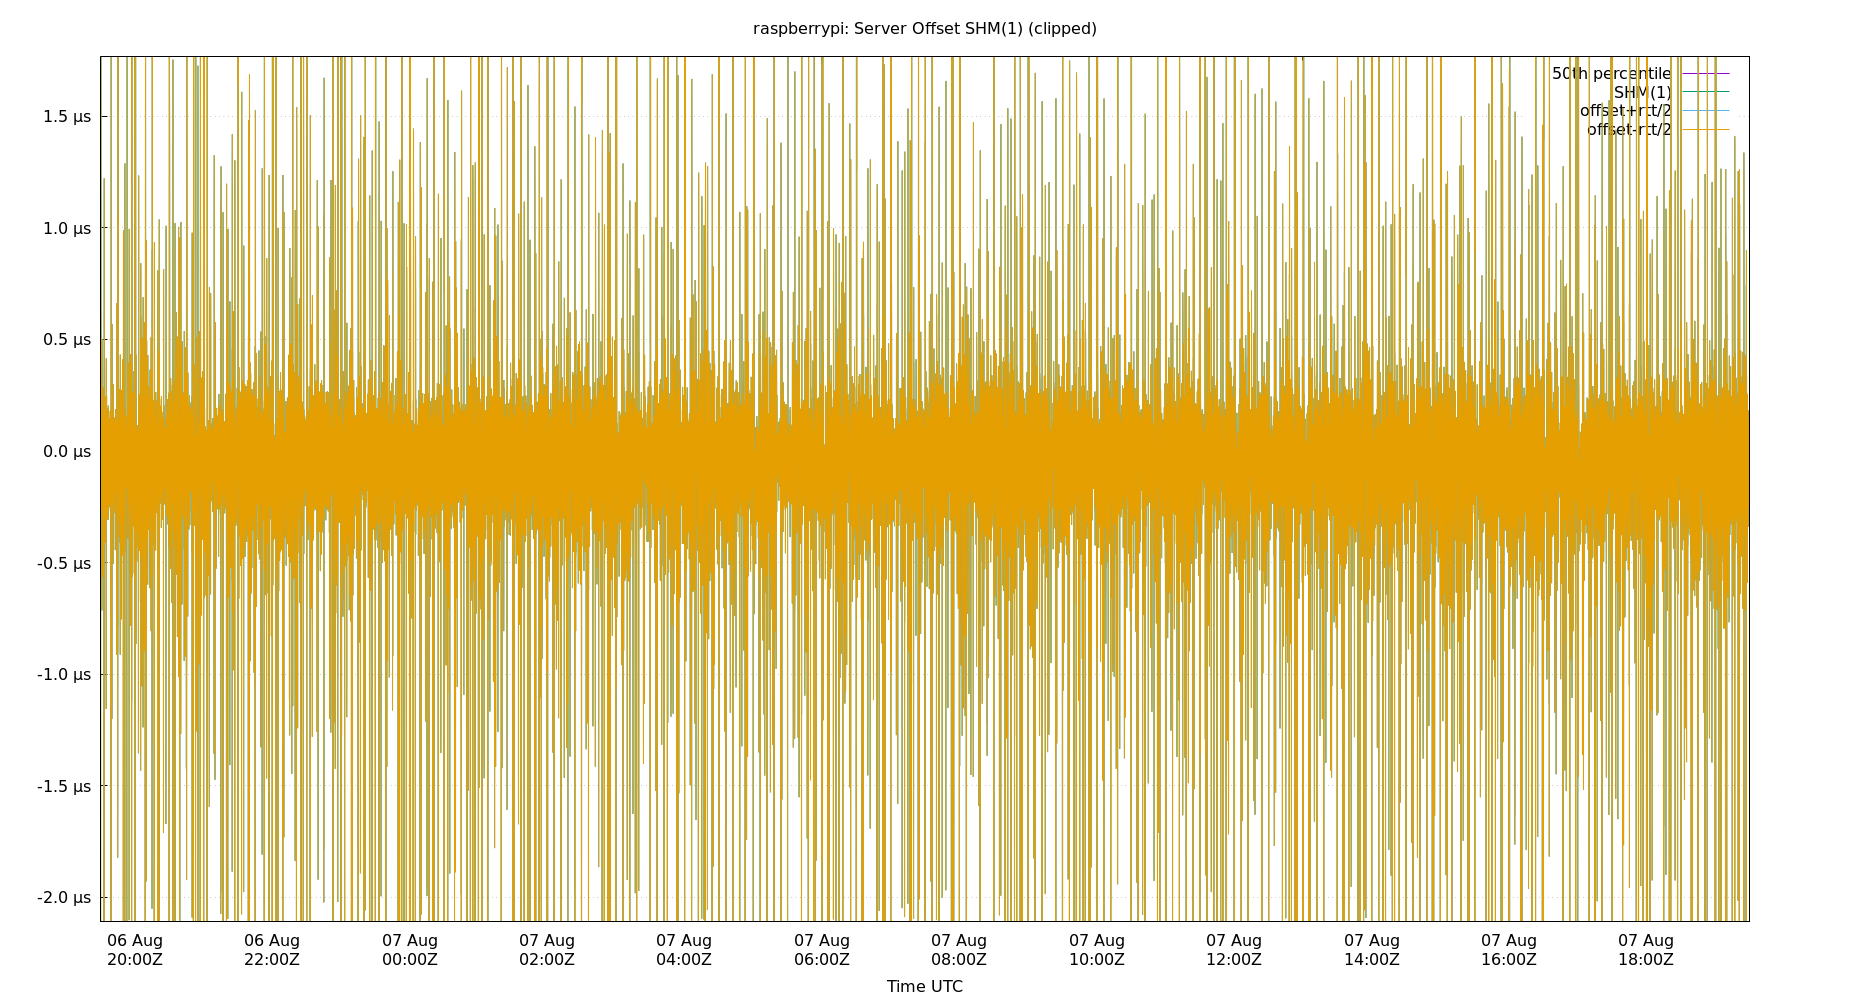 raspberrypi: Server Offset SHM(1) (clipped)
50th percentile
SHM(1)
offset+rtt/2
offset-rtt/2
1.5 µs
1.0 µs
0.5 µs
0.0 µs
-0.5 µs
-1.0 µs
-1.5 µs
-2.0 µs
06 Aug 06 Aug 07 Aug 07 Aug 07 Aug 07 Aug 07 Aug 07 Aug 07 Aug 07 Aug 07 Aug 07 Aug
20:00Z 22:00Z 00:00Z 02:00Z 04:00Z 06:00Z 08:00Z 10:00Z 12:00Z 14:00Z 16:00Z 18:00Z
Time UTC